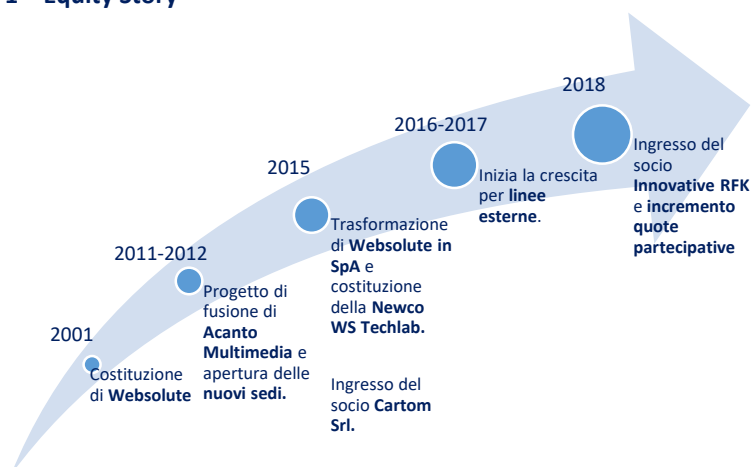 1 – Equity Story
2001
Costituzione
di Websolute
2011-2012
Progetto di
fusione di
Acanto
Multimedia e
apertura delle
nuovi sedi.
2015
Trasformazione
di Websolute in
SpA e
costituzione
della Newco
WS Techlab.
Ingresso del
socio Cartom
Srl.
2016-2017
Inizia la crescita
per linee
esterne.
2018
Ingresso del
socio
Innovative RFK
e incremento
quote
partecipative